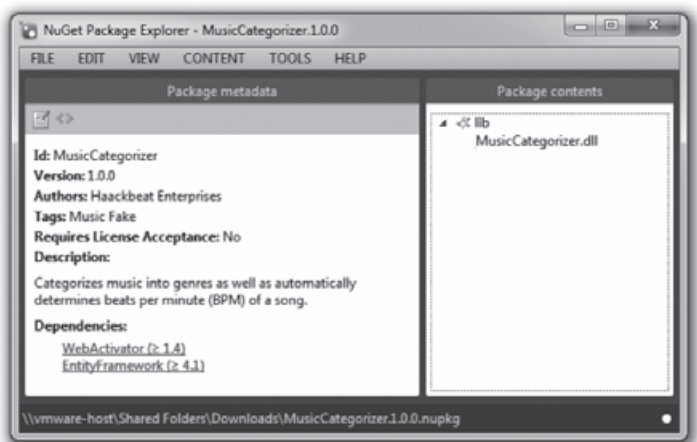 NuGet Package Explorer - MusicCategorizer.1.0.0
FILE EDIT VIEW CONTENT TOOLS HELP
Package metadata
Id: MusicCategorizer
Version: 1.0.0
Authors: Haackbeat Enterprises
Tags: Music Fake
Requires License Acceptance: No
Description:
Categorizes music into genres as well as automatically
determines beats per minute (BPM) of a song.
Dependencies:
WebActivator (≥ 1.4)
EntityFramework (≥ 4.1)
Package contents
lib
MusicCategorizer.dll
\\vmware-host\Shared Folders\Downloads\MusicCategorizer.1.0.0.nupkg